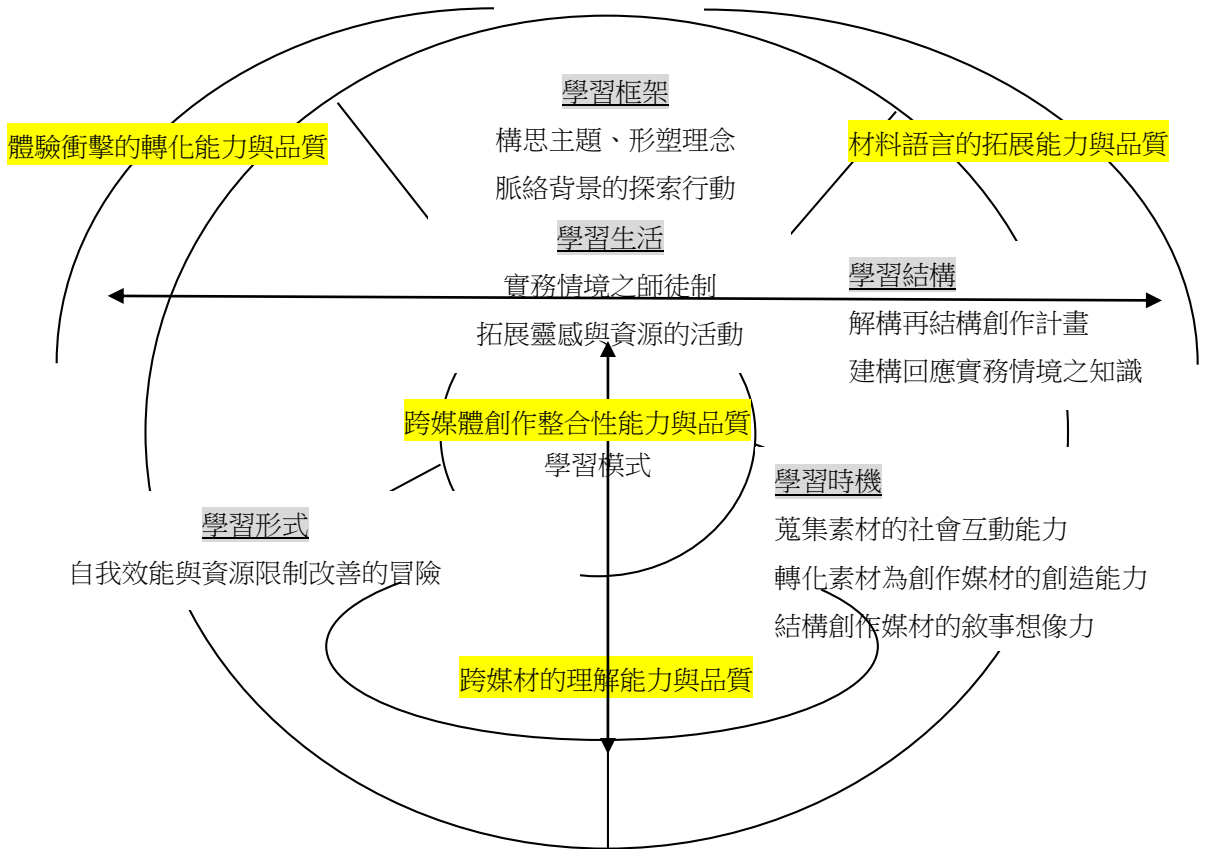 學習框架
構思主題、形塑理念
脈絡背景的探索行動
體驗衝擊的轉化能力與品質
材料語言的拓展能力與品質
學習生活
實務情境之師徒制
拓展靈感與資源的活動
學習結構
解構再結構創作計畫
建構回應實務情境之知識
跨媒體創作整合性能力與品質
學習模式
學習形式
自我效能與資源限制改善的冒險
學習時機
蒐集素材的社會互動能力
轉化素材為創作媒材的創造能力
結構創作媒材的敘事想像力
跨媒材的理解能力與品質